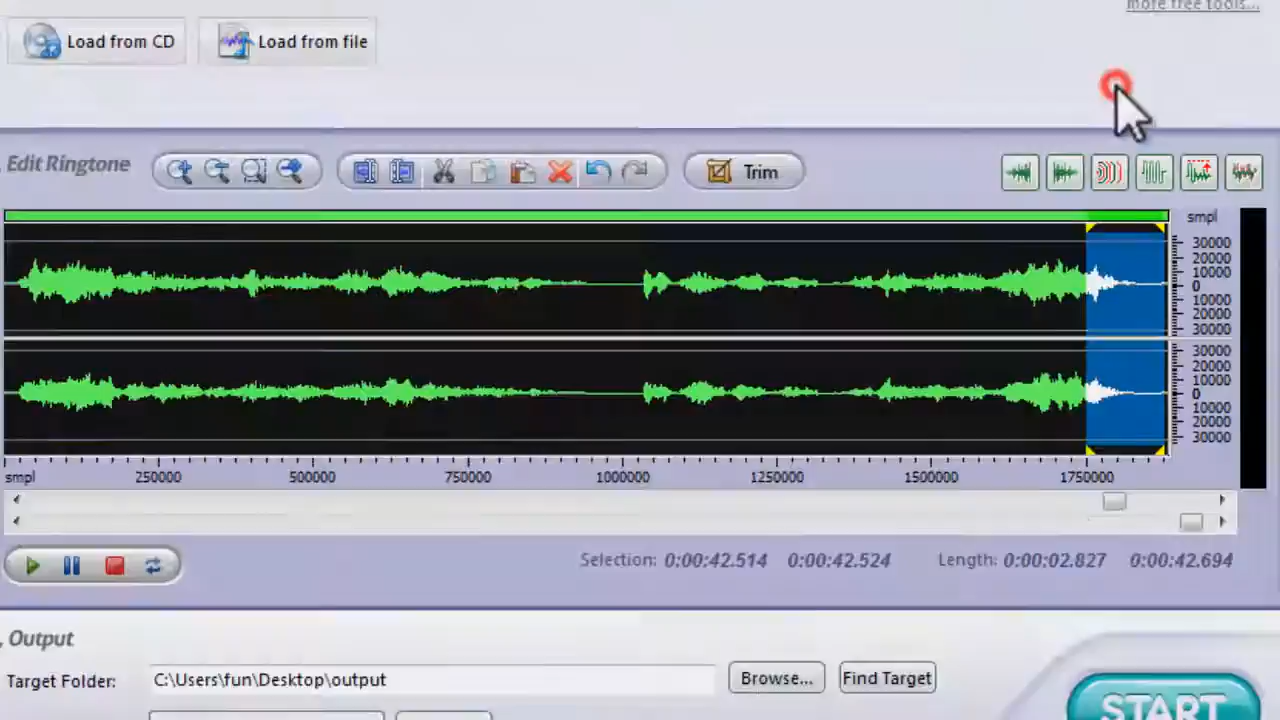 more free tools...
Load from CD Load from file
Edit Ringtone Trim
smpl
30000
20000
10000
0
10000
20000
30000
30000
20000
10000
0
10000
20000
30000
smpl 250000 500000 750000 1000000 1250000 1500000 1750000
Selection: 0:00:42.514 0:00:42.524 Length: 0:00:02.827 0:00:42.694
Output
Target Folder: C:\Users\fun\Desktop\output Browse... Find Target
START